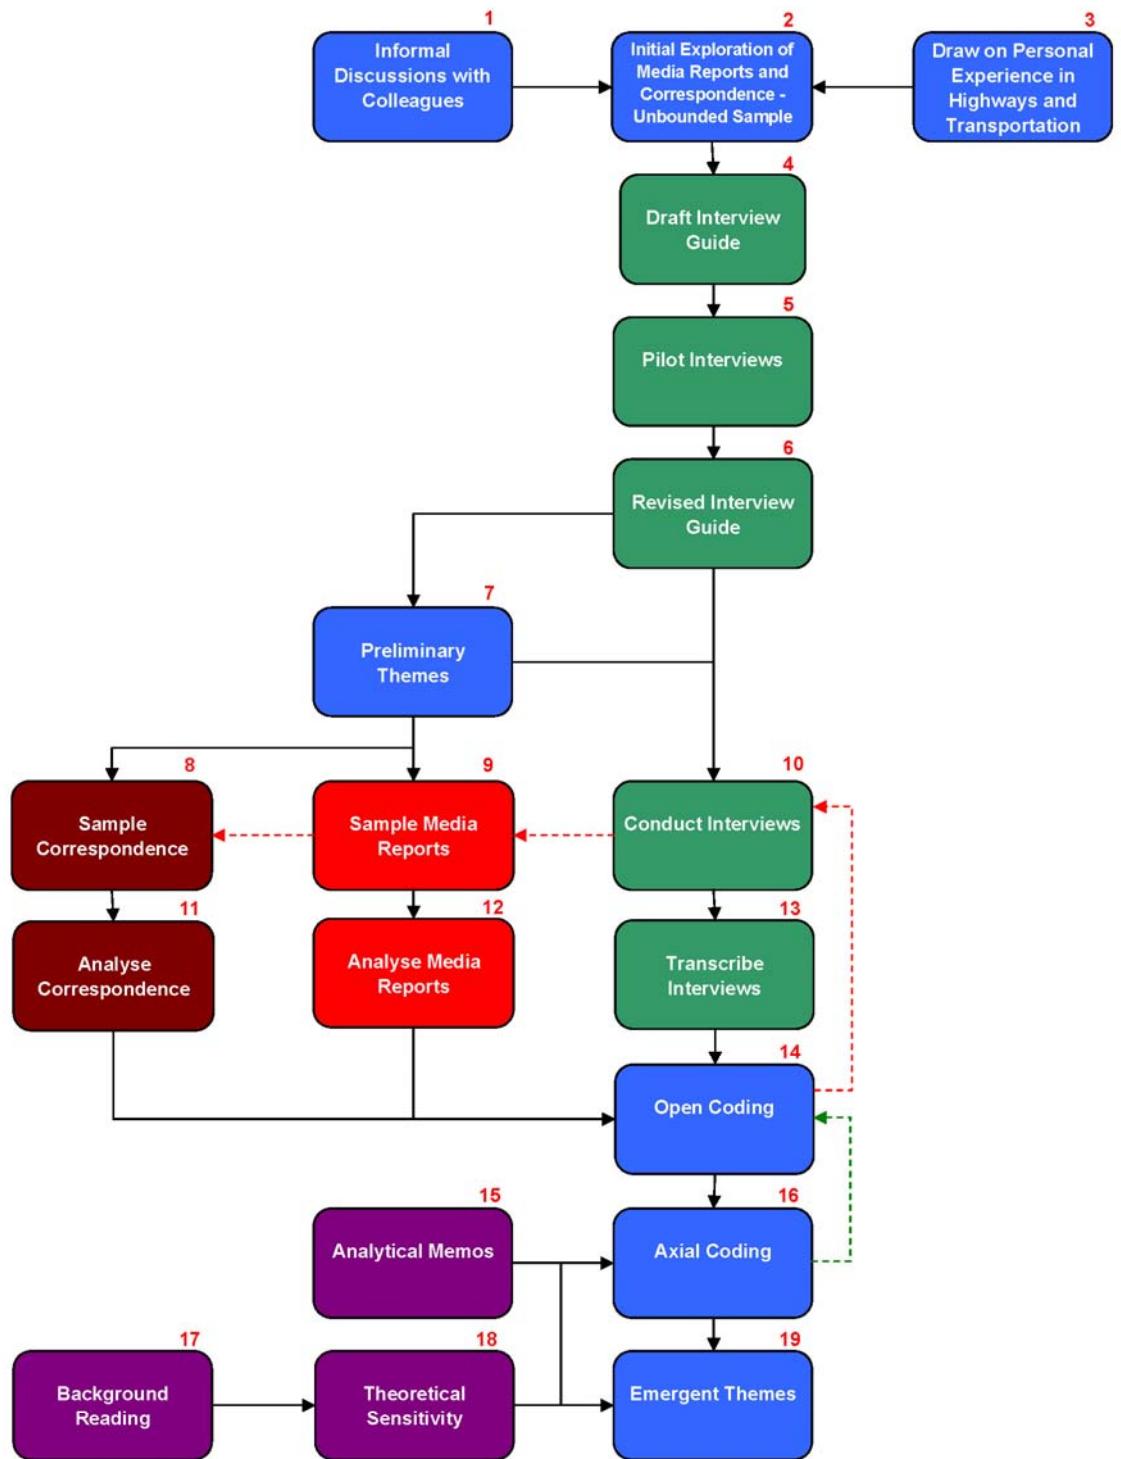 1
Informal
Discussions with
Colleagues
2
Initial Exploration of
Media Reports and
Correspondence -
Unbounded Sample
3
Draw on Personal
Experience in
Highways and
Transportation
4
Draft Interview
Guide
5
Pilot Interviews
6
Revised Interview
Guide
7
Preliminary
Themes
8
Sample
Correspondence
9
Sample Media
Reports
10
Conduct Interviews
11
Analyse
Correspondence
12
Analyse Media
Reports
13
Transcribe
Interviews
14
Open Coding
15
Analytical Memos
16
Axial Coding
17
Background
Reading
18
Theoretical
Sensitivity
19
Emergent Themes